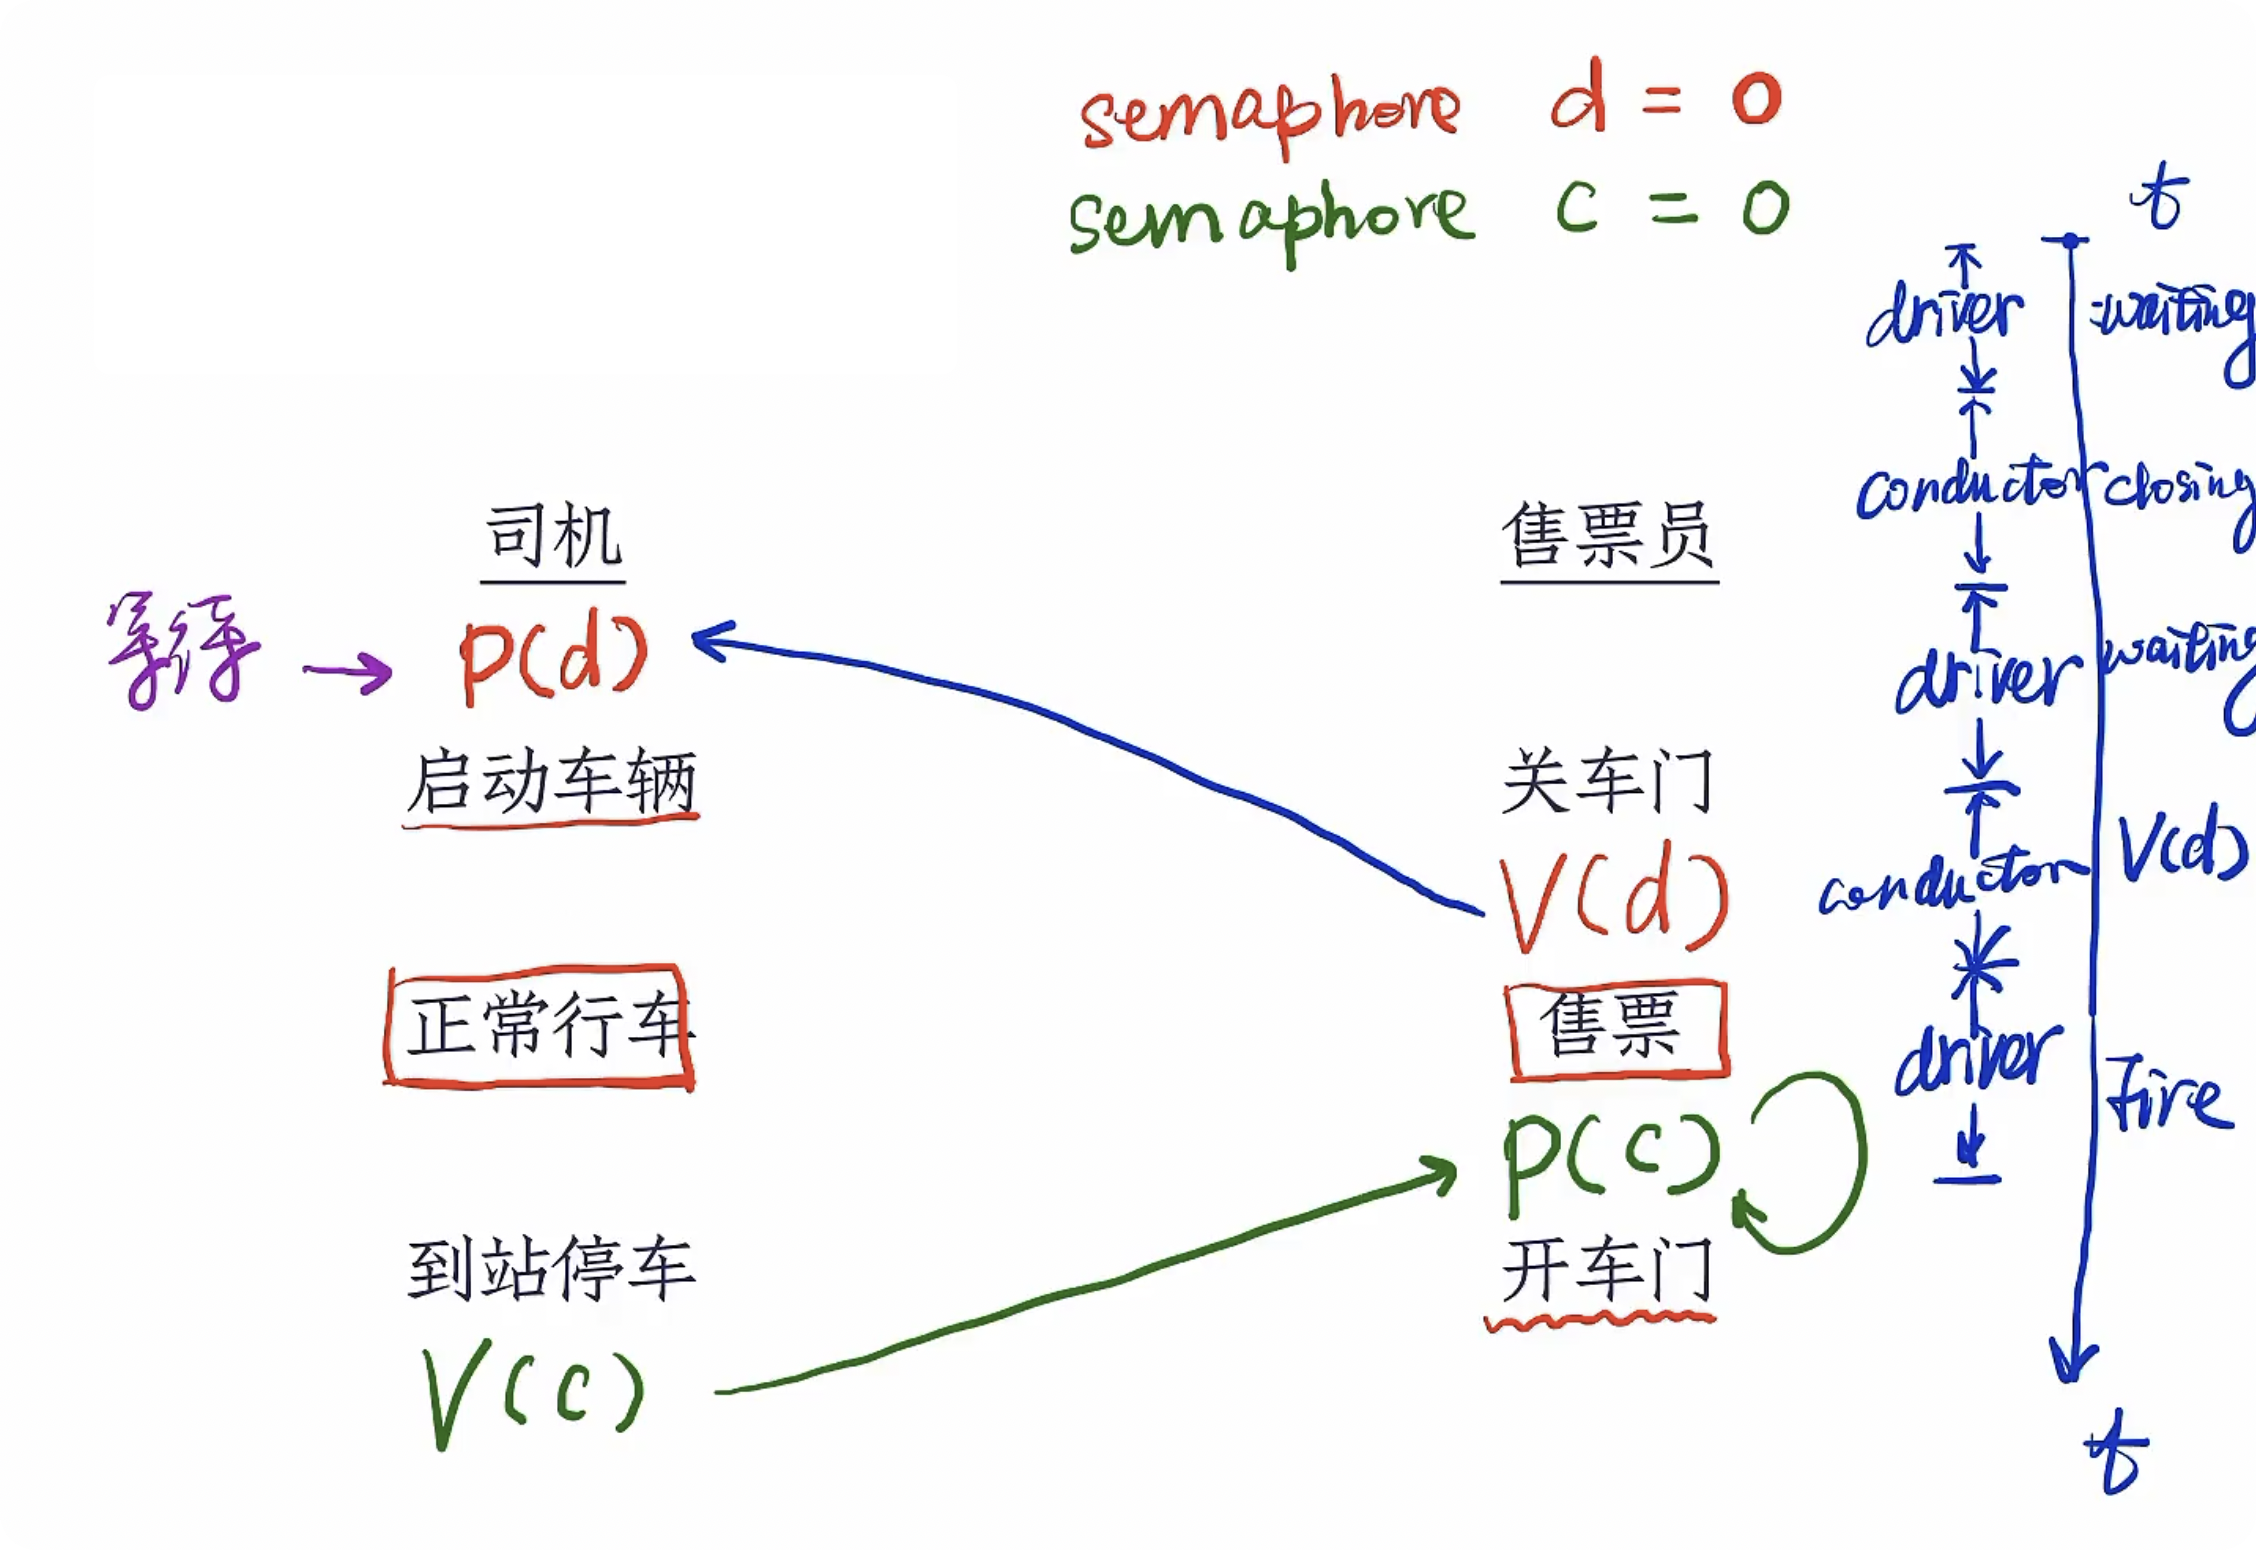 semaphore d = 0
semaphore c = 0
t
driver waiting
conductor closing
司机 售票员
等待 P(d)
driver waiting
启动车辆 关车门
V(d)
conductor V(d)
正常行车 售票
driver Fire
P(c)
到站停车 开车门
V(c)
t